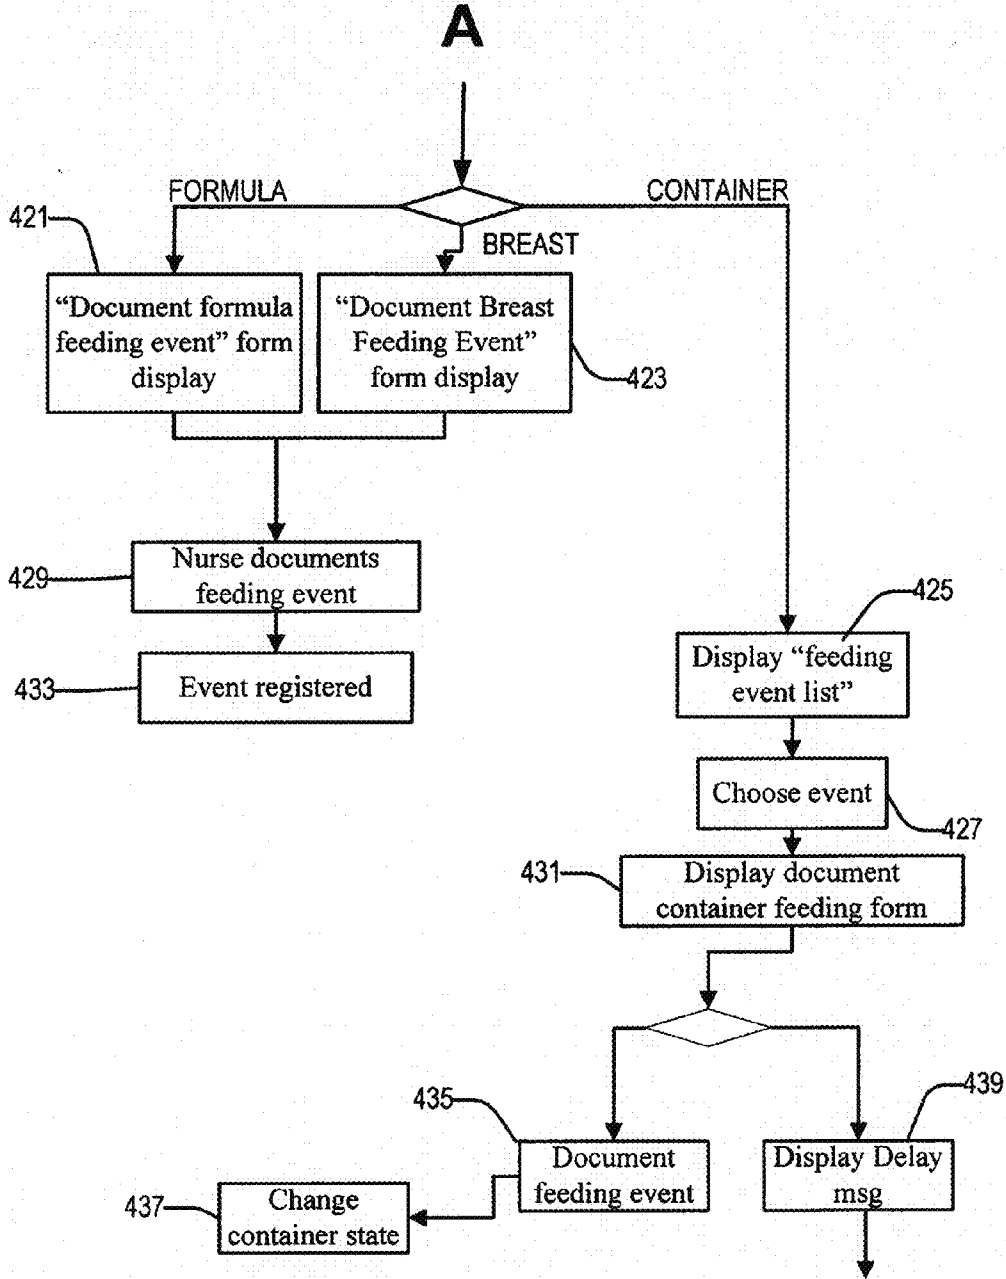 A
FORMULA
CONTAINER
421
BREAST
“Document formula
feeding event” form
display
“Document Breast
Feeding Event”
form display
423
429
Nurse documents
feeding event
425
433
Event registered
Display “feeding
event list”
Choose event
427
431
Display document
container feeding form
435
439
Document
feeding event
Display Delay
msg
437
Change
container state